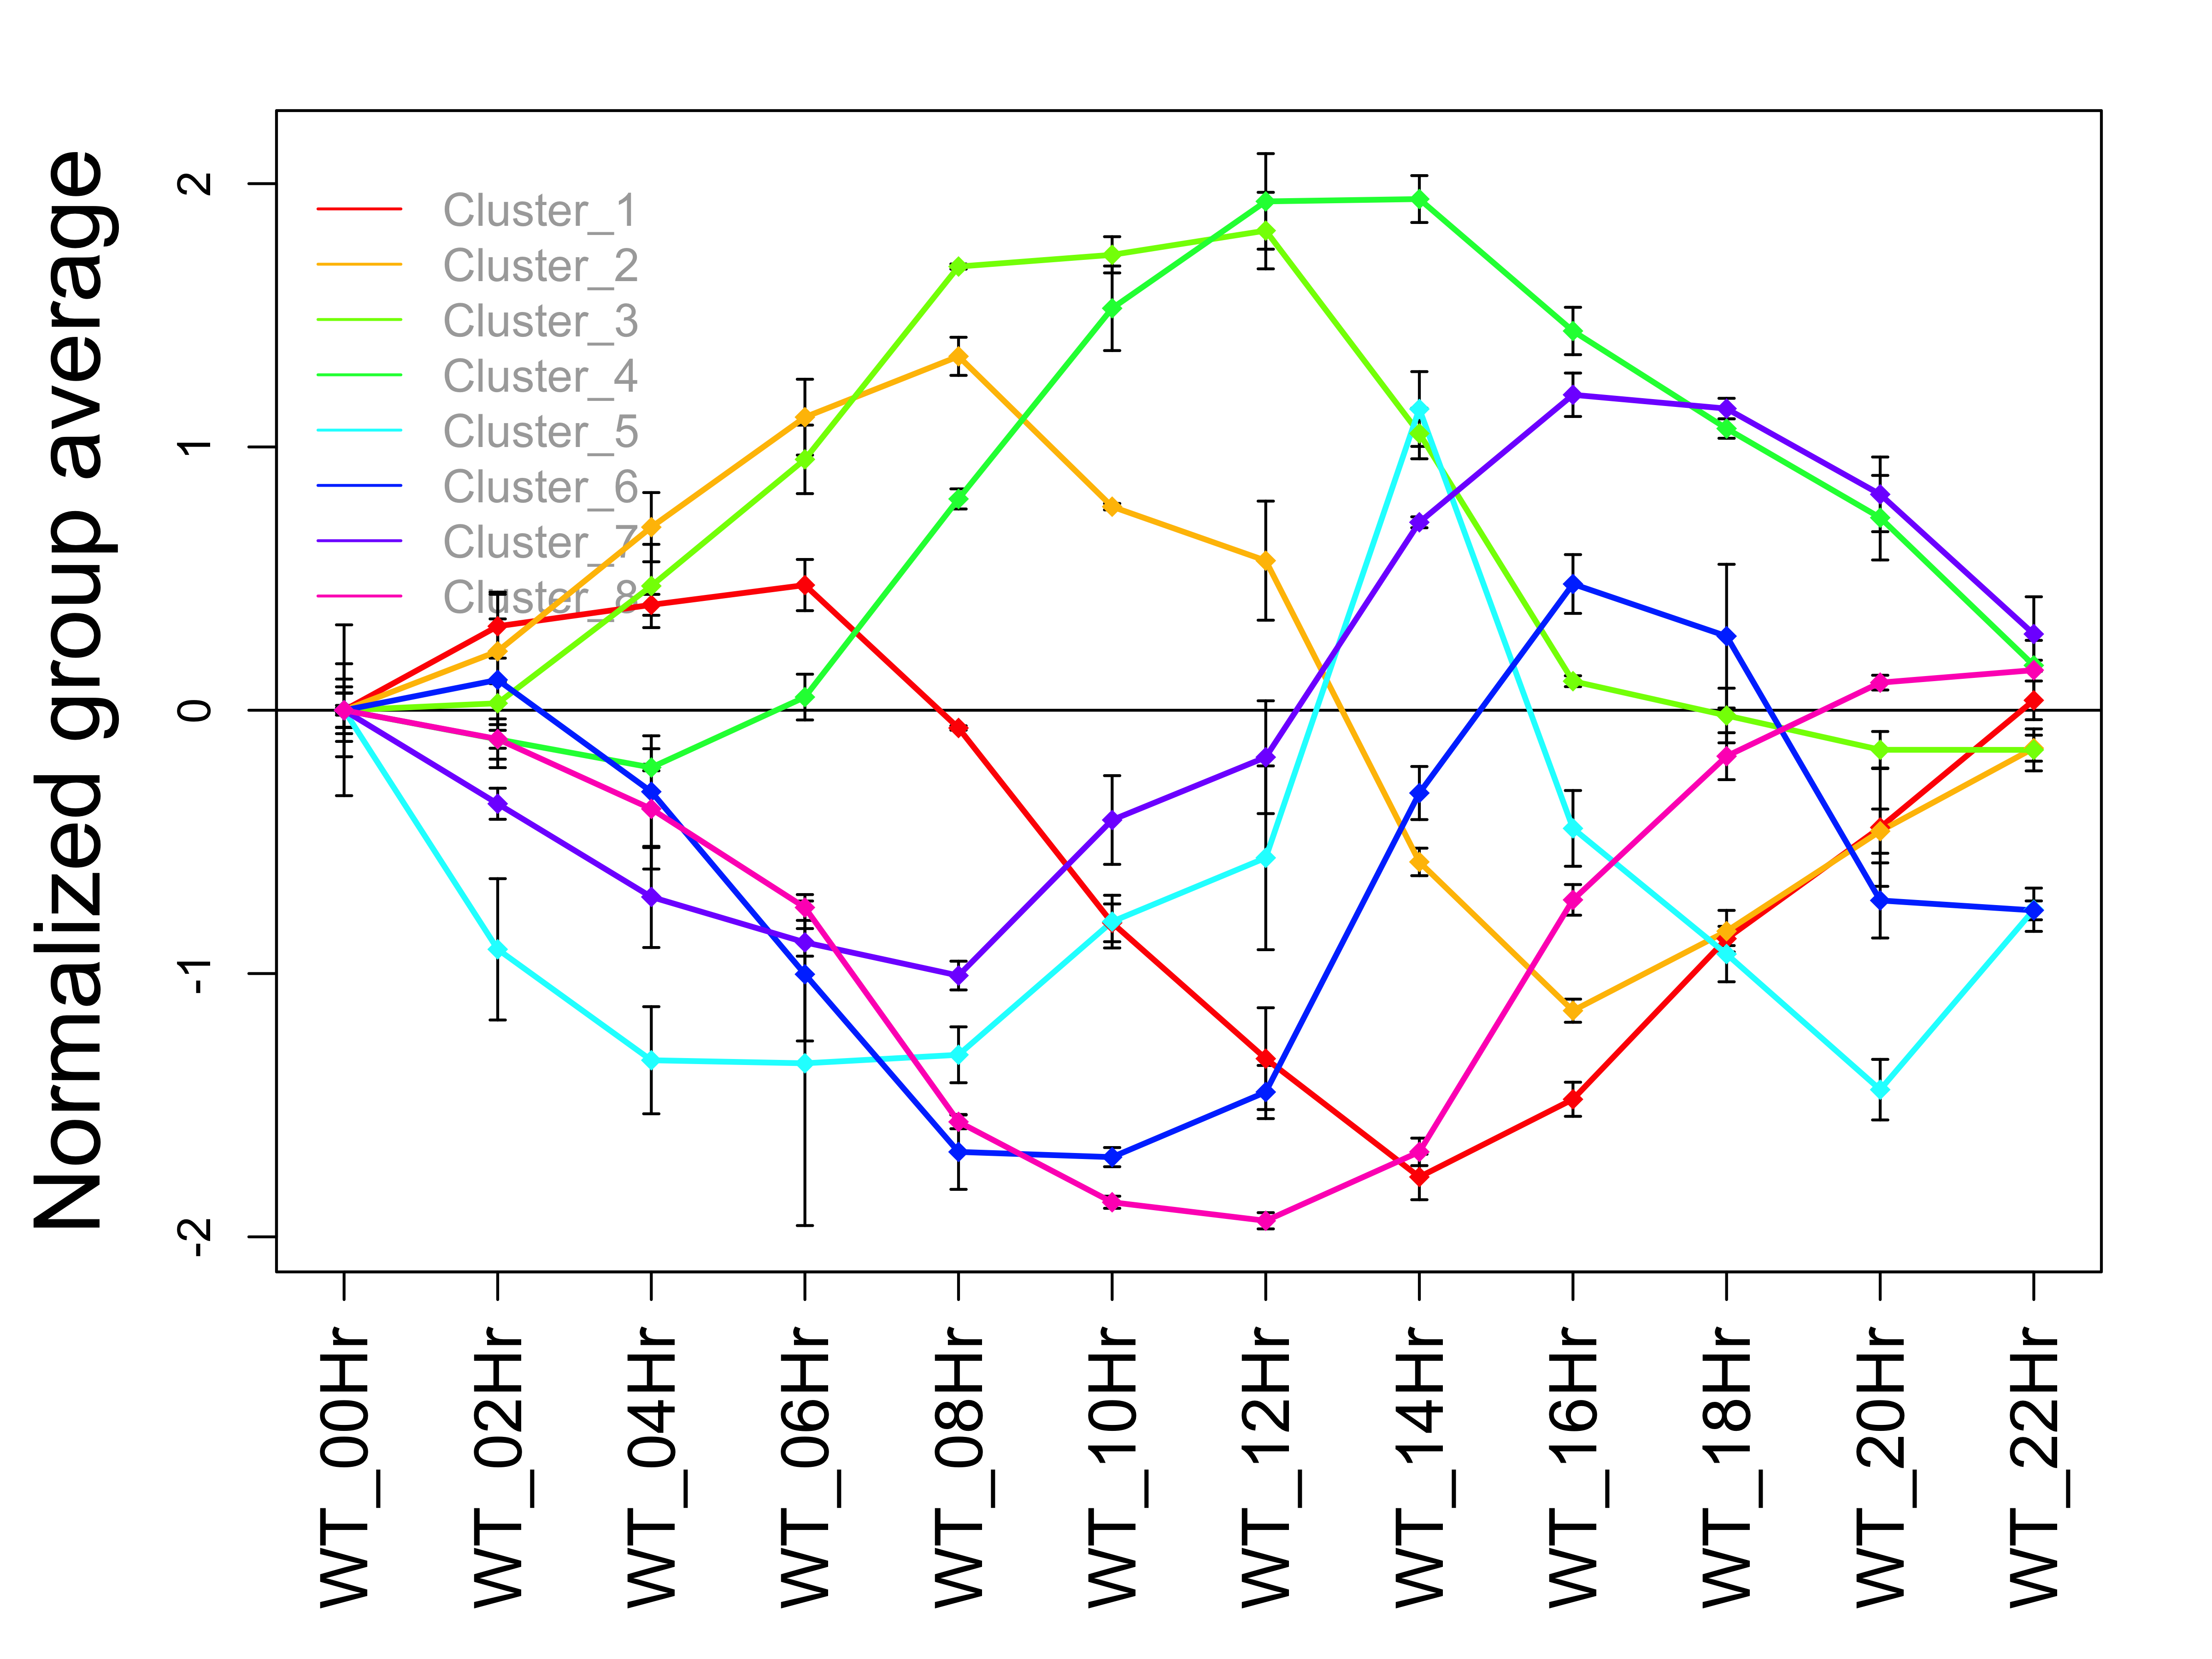 Normalized group average
2
1
0
-1
-2
Cluster_1
Cluster_2
Cluster_3
Cluster_4
Cluster_5
Cluster_6
Cluster_7
Cluster_8
WT_00Hr
WT_02Hr
WT_04Hr
WT_06Hr
WT_08Hr
WT_10Hr
WT_12Hr
WT_14Hr
WT_16Hr
WT_18Hr
WT_20Hr
WT_22Hr